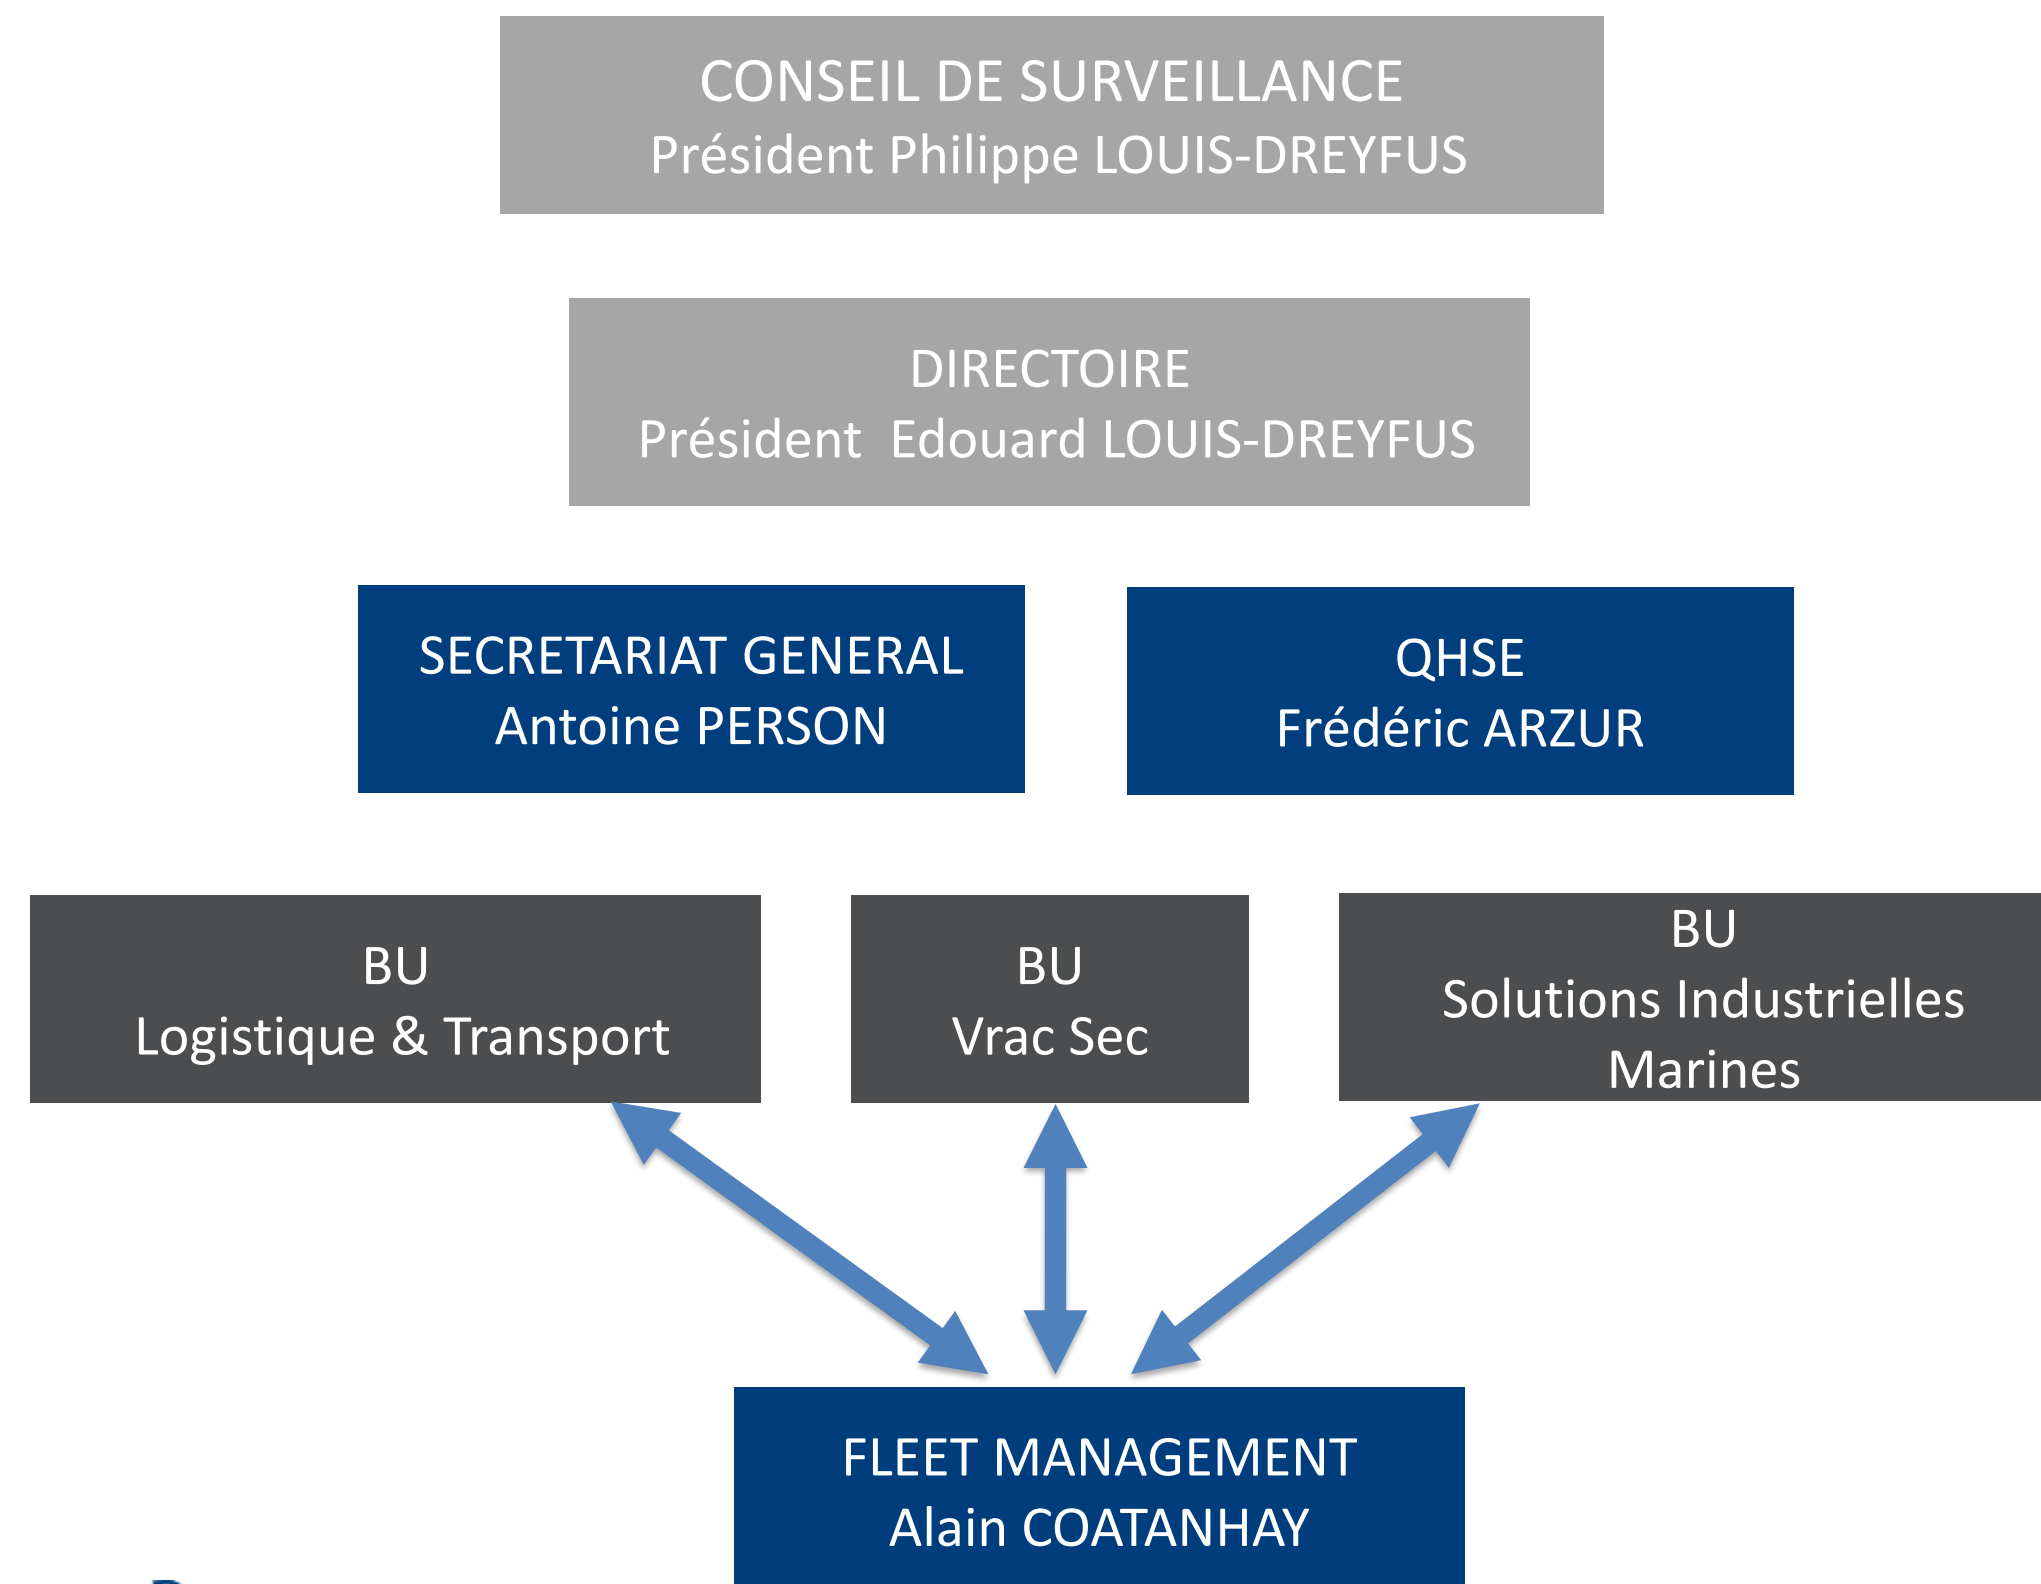 CONSEIL DE SURVEILLANCE
Président Philippe LOUIS-DREYFUS
DIRECTOIRE
Président Edouard LOUIS-DREYFUS
SECRETARIAT GENERAL
Antoine PERSON
QHSE
Frédéric ARZUR
BU
Logistique & Transport
BU
Vrac Sec
BU
Solutions Industrielles
Marines
FLEET MANAGEMENT
Alain COATANHAY